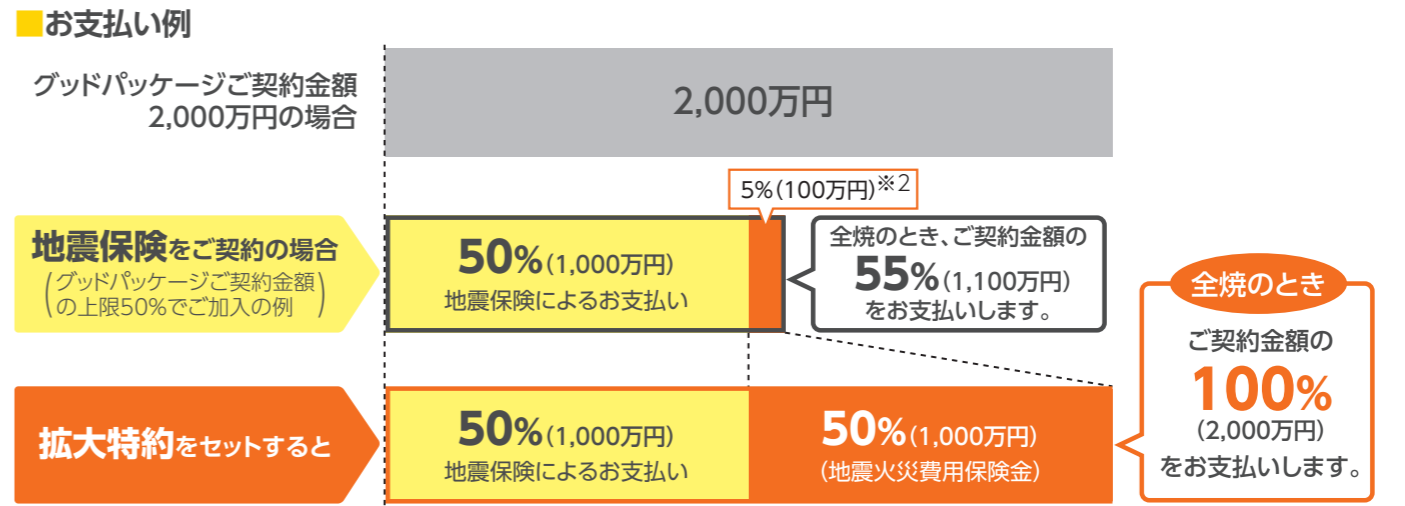 ■お支払い例
グッドパッケージご契約金額
2,000万円の場合
2,000万円
5%(100万円)※2
地震保険をご契約の場合
(グッドパッケージご契約金額
の上限50%でご加入の例)
50%(1,000万円)
地震保険によるお支払い
全焼のとき、ご契約金額の
55%(1,100万円)
をお支払いします。
拡大特約をセットすると
50%(1,000万円)
地震保険によるお支払い
50%(1,000万円)
(地震火災費用保険金)
全焼のとき
ご契約金額の
100%
(2,000万円)
をお支払いします。